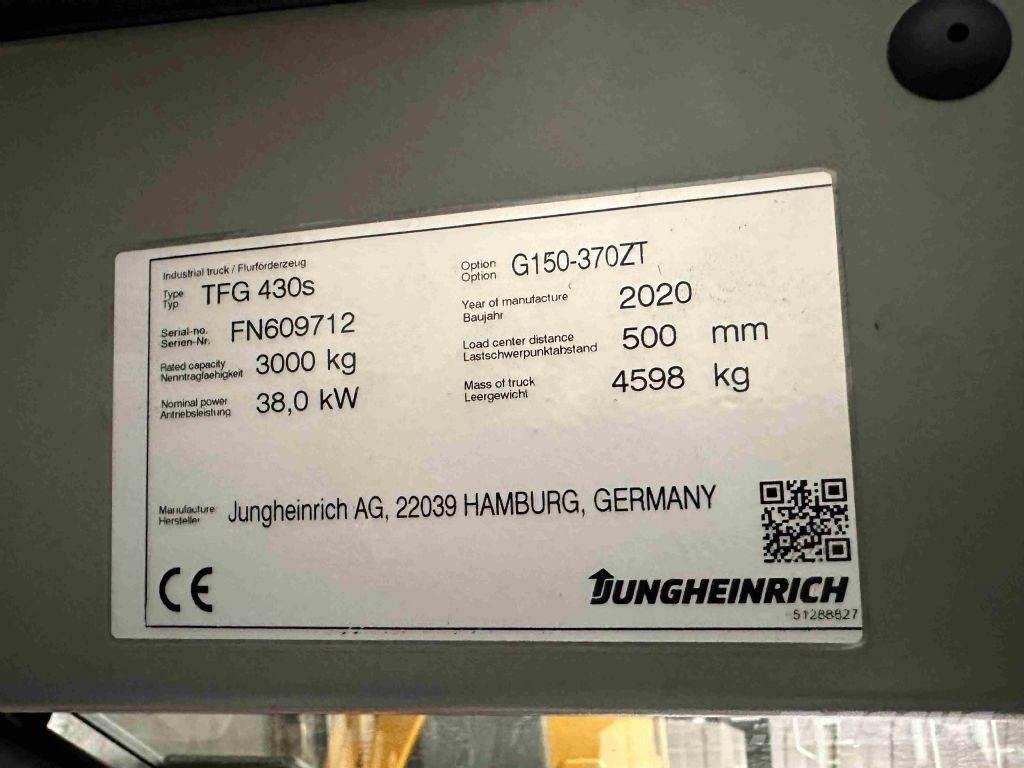 Industrial truck / Flurförderzeug
Type
Typ
TFG 430s
Option
Option
G150-370ZT
Serial-no.
Serien-Nr.
FN609712
Year of manufacture
Baujahr
2020
Rated capacity
Nenntragfaehigkeit
3000 kg
Load center distance
Lastschwerpunktabstand
500 mm
Nominal power
Antriebsleistung
38,0 kW
Mass of truck
Leergewicht
4598 kg
Manufacture
Hersteller
Jungheinrich AG, 22039 HAMBURG, GERMANY
CE
JUNGHEINRICH
51288827